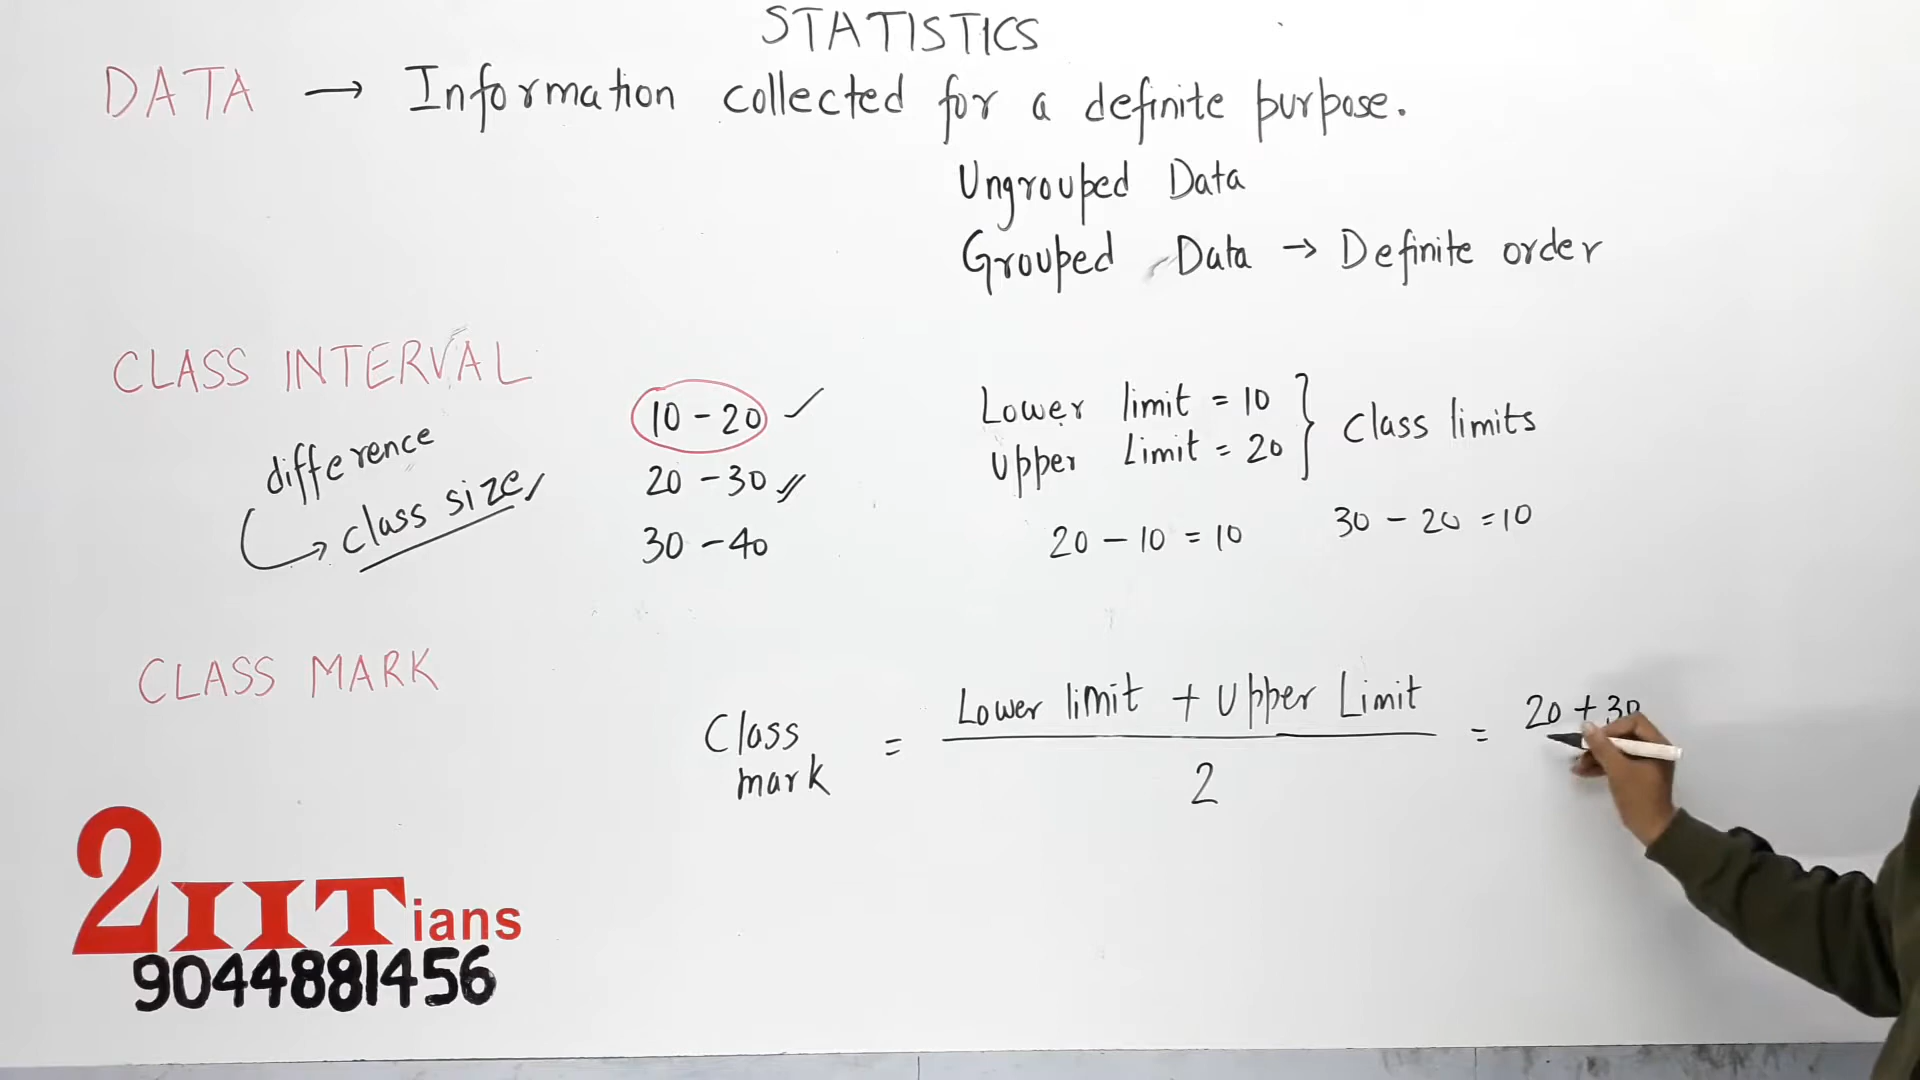 STATISTICS
DATA → Information collected for a definite purpose.
Ungrouped Data
Grouped Data → Definite order
CLASS INTERVAL
difference
class size
10 - 20
20 - 30
30 - 40
Lower limit = 10
Upper Limit = 20
Class limits
20 - 10 = 10
30 - 20 = 10
CLASS MARK
Class mark = Lower limit + Upper Limit / 2 = 20 + 30
2IITians
9044881456